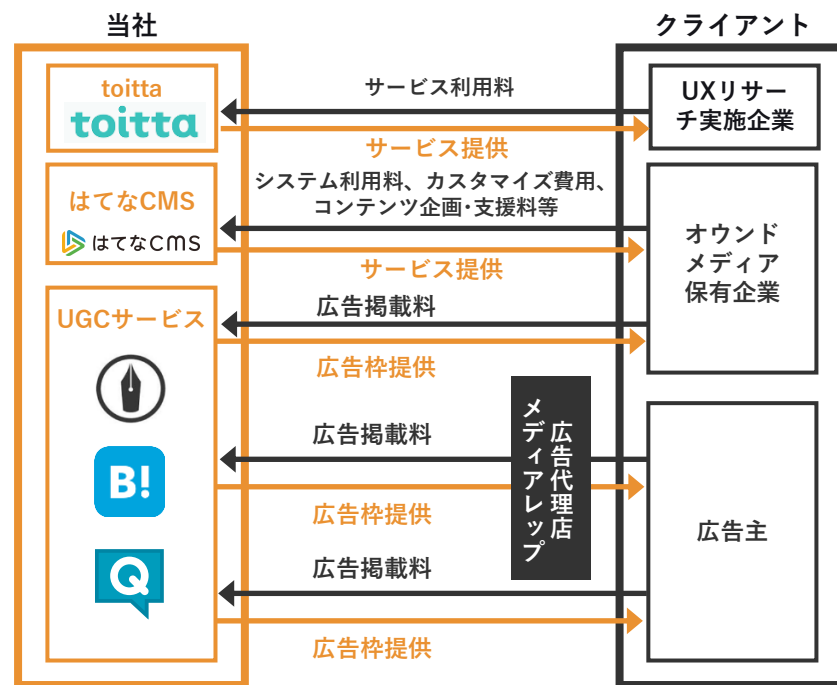 当社
クライアント
toitta
toitta
サービス利用料
サービス提供
UXリサー
チ実施企業
はてなCMS
はてなCMS
システム利用料、カスタマイズ費用、
コンテンツ企画・支援料等
サービス提供
オウンド
メディア
保有企業
UGCサービス
広告掲載料
広告枠提供
B!
Q
広告掲載料
広告枠提供
広告代理店
メディアレップ
広告掲載料
広告枠提供
広告主